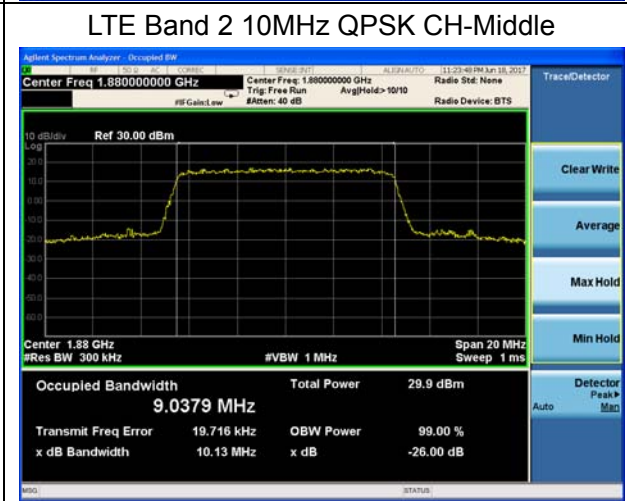 LTE Band 2 10MHz QPSK CH-Middle
Agilent Spectrum Analyzer - Occupied BW
RF 50 Ω AC CORREC SENSE:INT ALIGNAUTO 11:23:48 PM Jun 18, 2017
Center Freq 1.880000000 GHz Center Freq: 1.880000000 GHz Radio Std: None Trace/Detector
Trig: Free Run Avg|Hold:>10/10
#IFGain:Low #Atten: 40 dB Radio Device: BTS
10 dB/div Ref 30.00 dBm
Log
20.0
10.0
0.00
-10.0
-20.0
-30.0
-40.0
-50.0
-60.0
Clear Write
Average
Max Hold
Min Hold
Center 1.88 GHz Span 20 MHz
#Res BW 300 kHz #VBW 1 MHz Sweep 1 ms
Occupied Bandwidth Total Power 29.9 dBm
9.0379 MHz
Transmit Freq Error 19.716 kHz OBW Power 99.00 %
x dB Bandwidth 10.13 MHz x dB -26.00 dB
Detector
Peak▶
Auto Man
MSG STATUS